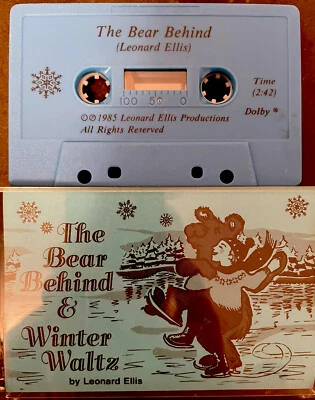 The Bear Behind
(Leonard Ellis)
Time
(2:42)
100 50 0
©℗1985 Leonard Ellis Productions
All Rights Reserved
Dolby *
The
Bear
Behind
&
Winter
Waltz
by Leonard Ellis